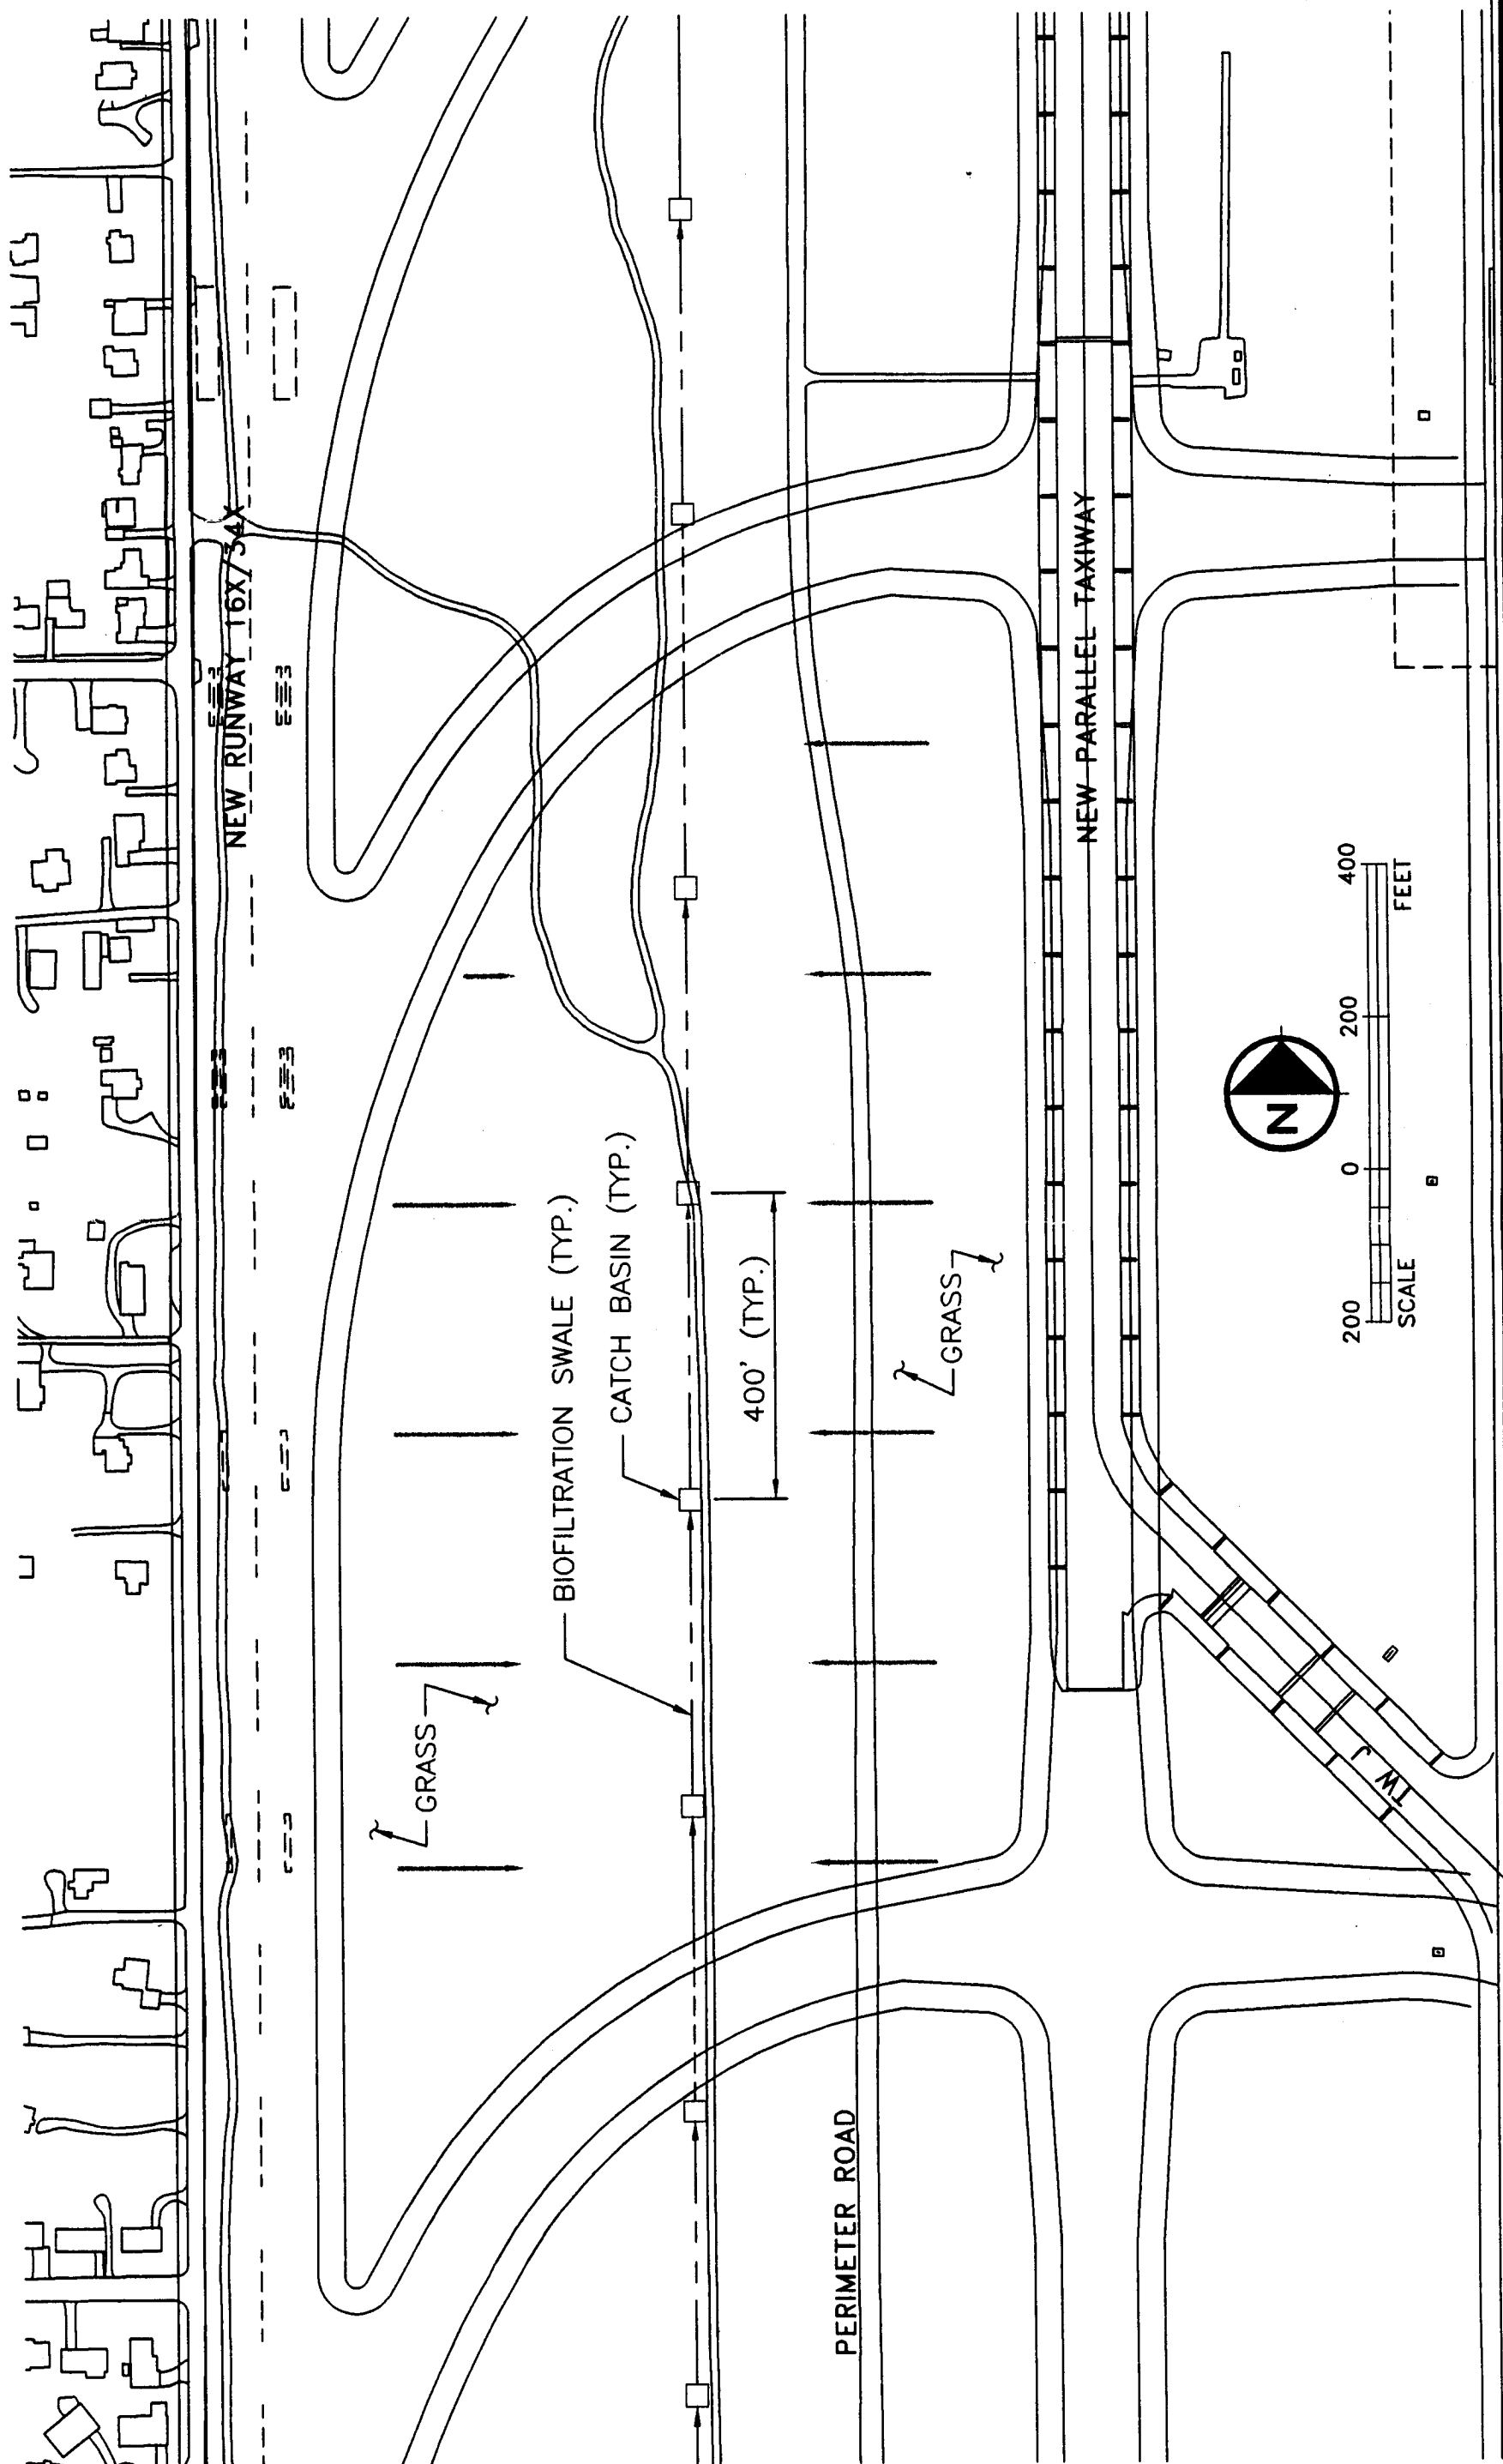 NEW RUNWAY 16X/34X
BIOFILTRATION SWALE (TYP.)
CATCH BASIN (TYP.)
400' (TYP.)
GRASS
GRASS
PERIMETER ROAD
NEW PARALLEL TAXIWAY
TW J
N
200 0 200 400
SCALE FEET